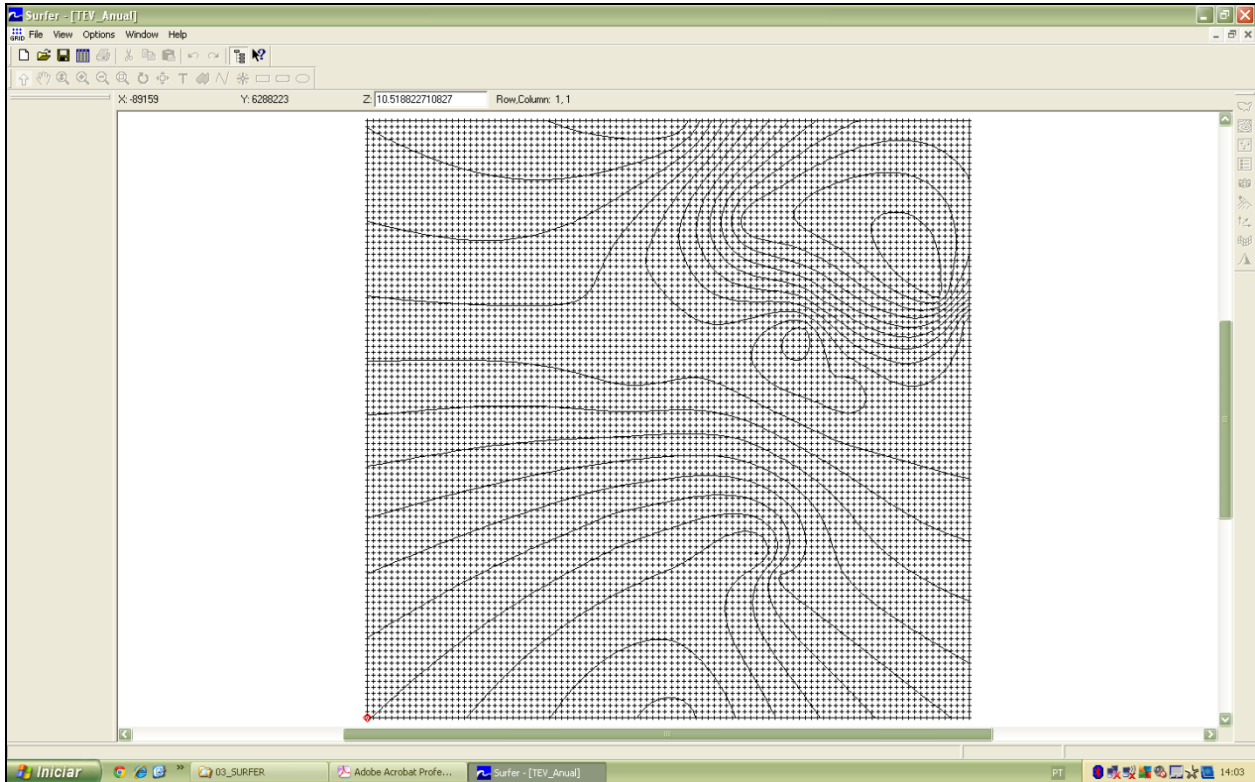 Surfer - [TEV_Anual]
GRID File View Options Window Help
X: -89159 Y: 6288223 Z: 10.518822710827 Row,Column: 1, 1
Iniciar » 03_SURFER Adobe Acrobat Profe... Surfer - [TEV_Anual] PT 14:03